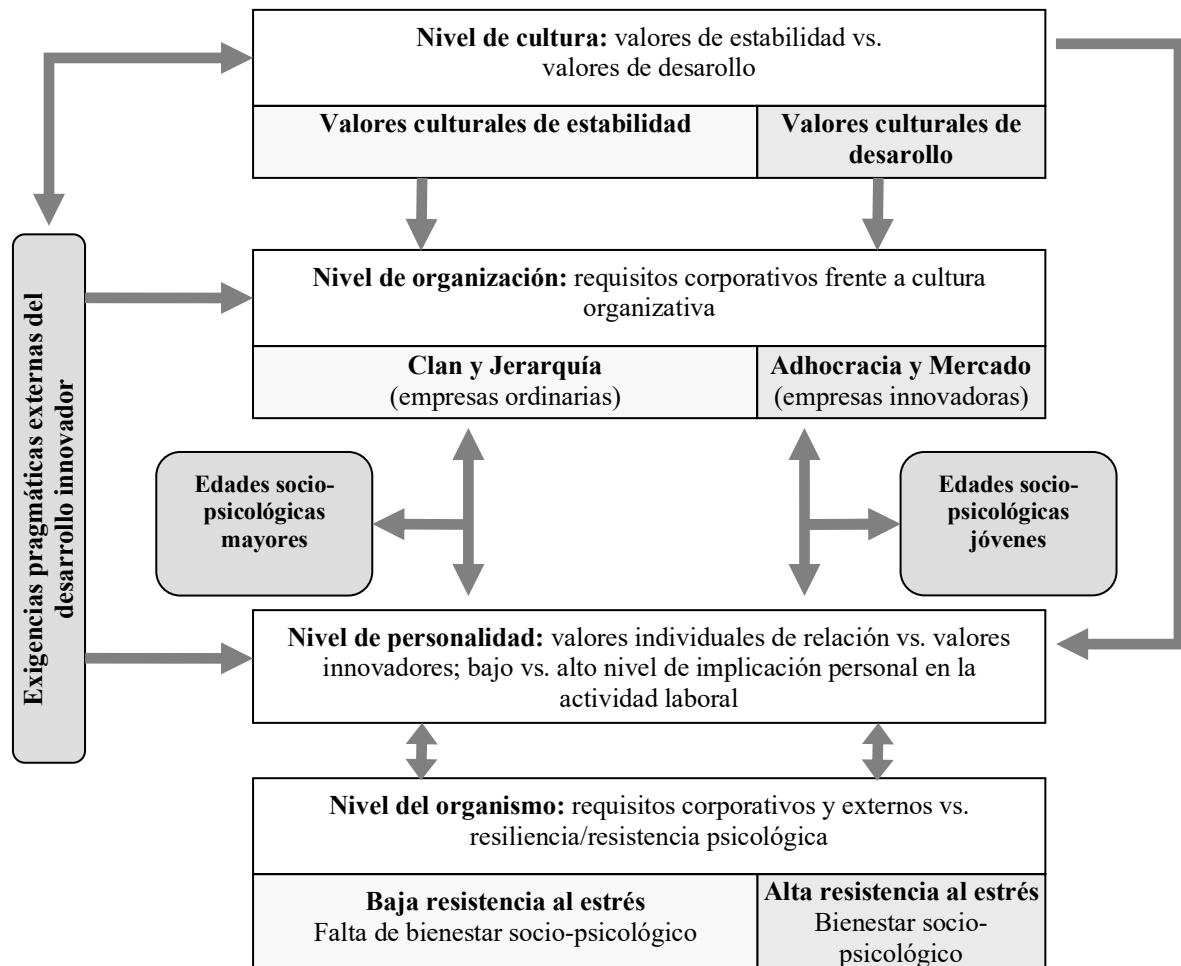 Nivel de cultura: valores de estabilidad vs.
valores de desarollo
Valores culturales de estabilidad
Valores culturales de
desarollo
Exigencias pragmáticas externas del
desarrollo innovador
Nivel de organización: requisitos corporativos frente a cultura
organizativa
Clan y Jerarquía
(empresas ordinarias)
Adhocracia y Mercado
(empresas innovadoras)
Edades socio-
psicológicas
mayores
Edades socio-
psicológicas
jóvenes
Nivel de personalidad: valores individuales de relación vs. valores
innovadores; bajo vs. alto nivel de implicación personal en la
actividad laboral
Nivel del organismo: requisitos corporativos y externos vs.
resiliencia/resistencia psicológica
Baja resistencia al estrés
Falta de bienestar socio-psicológico
Alta resistencia al estrés
Bienestar socio-
psicológico